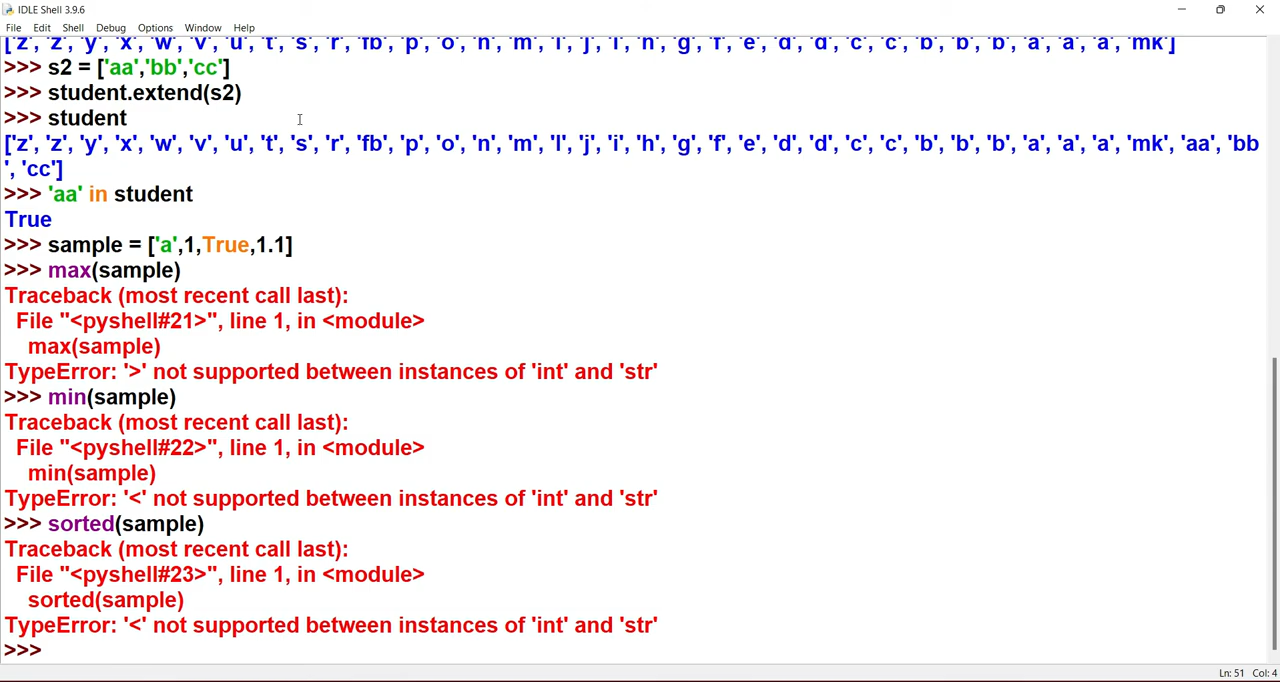 IDLE Shell 3.9.6
File Edit Shell Debug Options Window Help
['z', 'z', 'y', 'x', 'w', 'v', 'u', 't', 's', 'r', 'fb', 'p', 'o', 'n', 'm', 'l', 'j', 'i', 'h', 'g', 'f', 'e', 'd', 'd', 'c', 'c', 'b', 'b', 'b', 'a', 'a', 'a', 'mk']
>>> s2 = ['aa','bb','cc']
>>> student.extend(s2)
>>> student
['z', 'z', 'y', 'x', 'w', 'v', 'u', 't', 's', 'r', 'fb', 'p', 'o', 'n', 'm', 'l', 'j', 'i', 'h', 'g', 'f', 'e', 'd', 'd', 'c', 'c', 'b', 'b', 'b', 'a', 'a', 'a', 'mk', 'aa', 'bb
', 'cc']
>>> 'aa' in student
True
>>> sample = ['a',1,True,1.1]
>>> max(sample)
Traceback (most recent call last):
  File "<pyshell#21>", line 1, in <module>
    max(sample)
TypeError: '>' not supported between instances of 'int' and 'str'
>>> min(sample)
Traceback (most recent call last):
  File "<pyshell#22>", line 1, in <module>
    min(sample)
TypeError: '<' not supported between instances of 'int' and 'str'
>>> sorted(sample)
Traceback (most recent call last):
  File "<pyshell#23>", line 1, in <module>
    sorted(sample)
TypeError: '<' not supported between instances of 'int' and 'str'
>>>
Ln: 51 Col: 4